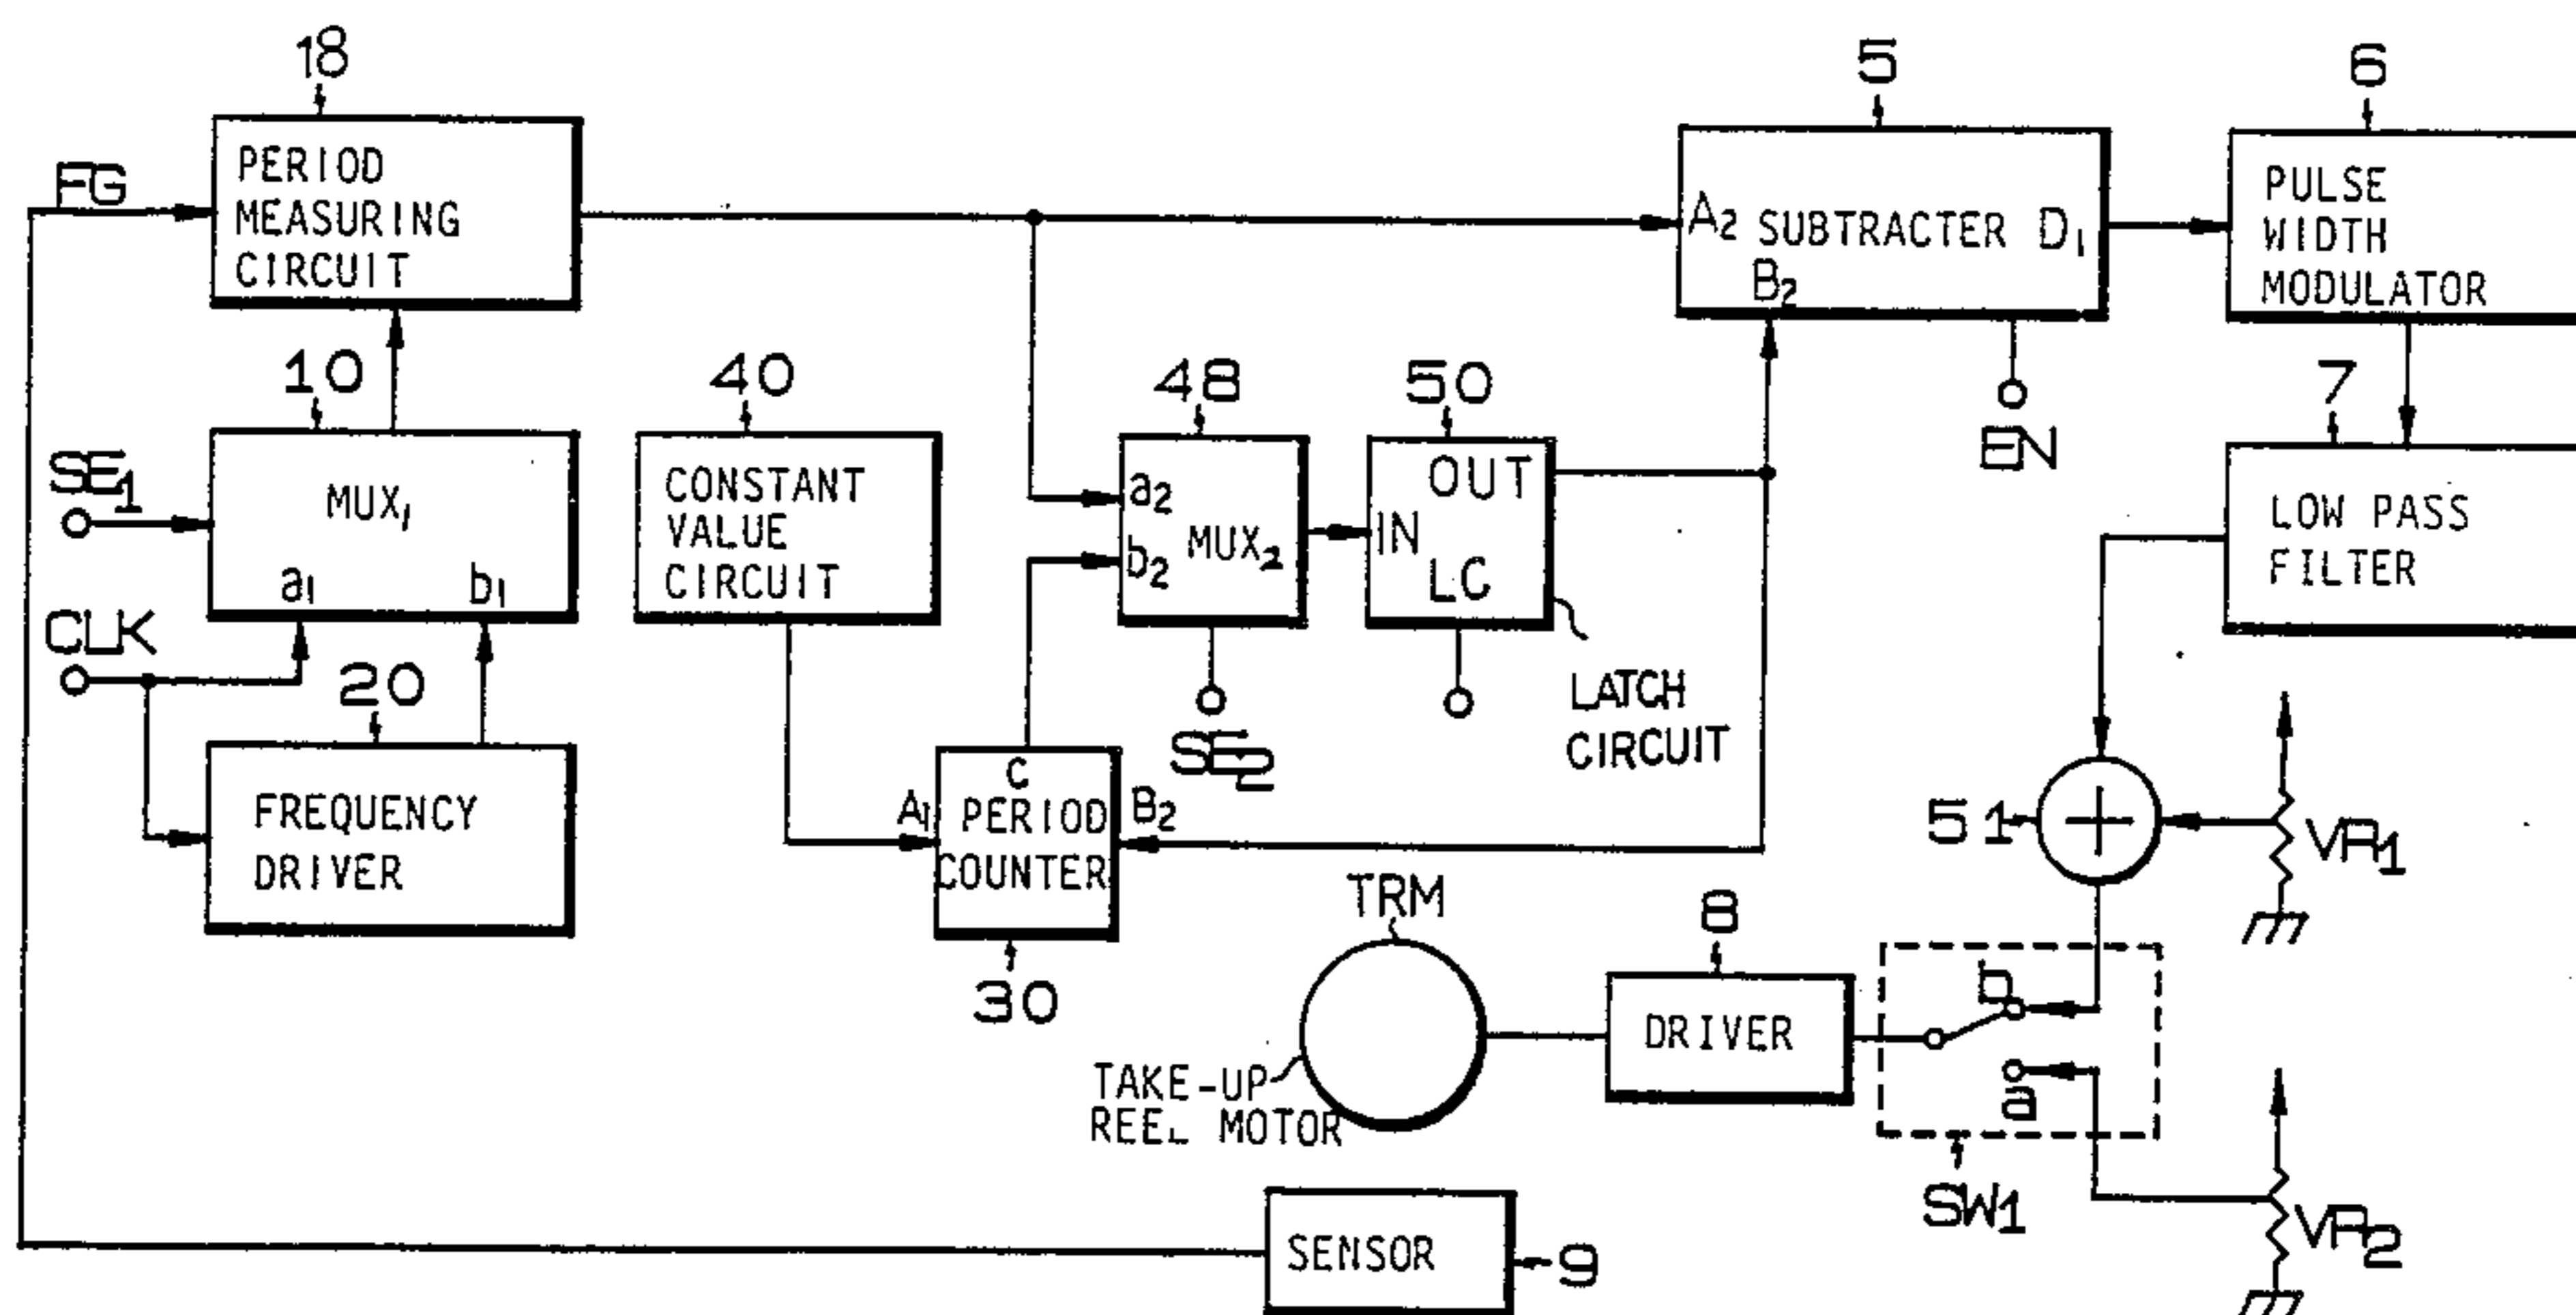 18
5
6
FG
PERIOD
MEASURING
CIRCUIT
A2 SUBTRACTER D1
B2
PULSE
WIDTH
MODULATOR
10
40
48
50
EN
7
SE1
MUX1
a1 b1
CONSTANT
VALUE
CIRCUIT
a2
b2
MUX2
OUT
IN
LC
LOW PASS
FILTER
CLK
20
SE2
LATCH
CIRCUIT
FREQUENCY
DRIVER
C
A1 PERIOD B2
COUNTER
51
+
VR1
30
TRM
8
DRIVER
b
a
TAKE-UP
REEL MOTOR
SW1
VR2
SENSOR
9